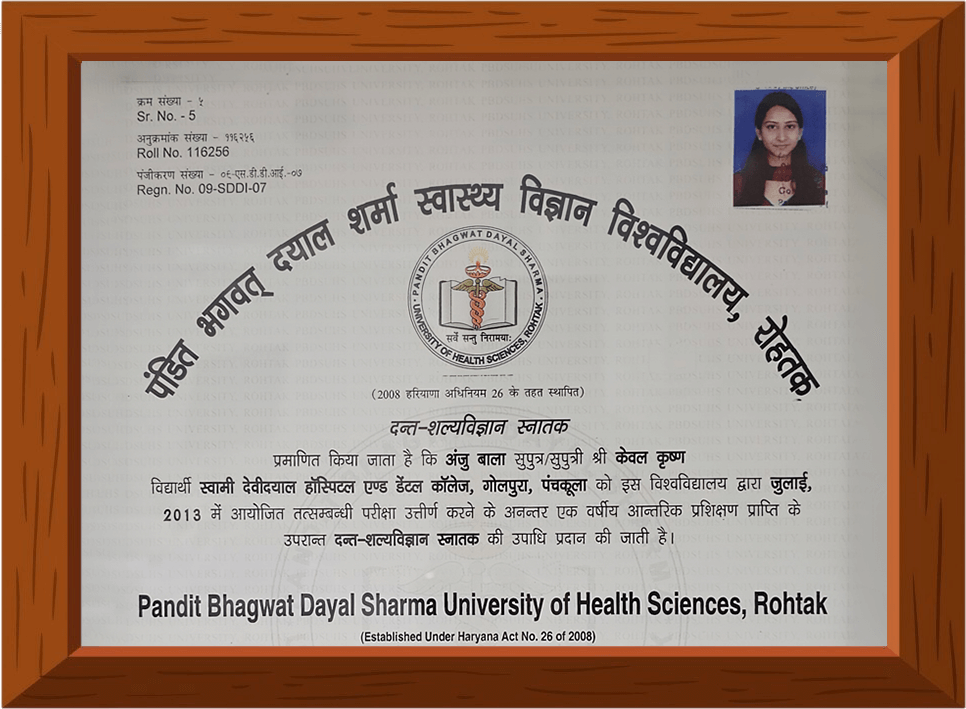 क्रम संख्या - ५
Sr. No. - 5
अनुक्रमांक संख्या - ११६२५६
Roll No. 116256
पंजीकरण संख्या - ०९-एस.डी.डी.आई.-०७
Regn. No. 09-SDDI-07
पंडित भगवत् दयाल शर्मा स्वास्थ्य विज्ञान विश्वविद्यालय, रोहतक
PANDIT BHAGWAT DAYAL SHARMA
UNIVERSITY OF HEALTH SCIENCES, ROHTAK
सर्वे सन्तु निरामयाः
(2008 हरियाणा अधिनियम 26 के तहत स्थापित)
दन्त-शल्यविज्ञान स्नातक
प्रमाणित किया जाता है कि अंजु बाला सुपुत्र/सुपुत्री श्री केवल कृष्ण
विद्यार्थी स्वामी देवीदयाल हॉस्पिटल एण्ड डेंटल कॉलेज, गोलपुरा, पंचकूला को इस विश्वविद्यालय द्वारा जुलाई,
2013 में आयोजित तत्सम्बन्धी परीक्षा उत्तीर्ण करने के अनन्तर एक वर्षीय आन्तरिक प्रशिक्षण प्राप्ति के
उपरान्त दन्त-शल्यविज्ञान स्नातक की उपाधि प्रदान की जाती है।
Pandit Bhagwat Dayal Sharma University of Health Sciences, Rohtak
(Established Under Haryana Act No. 26 of 2008)